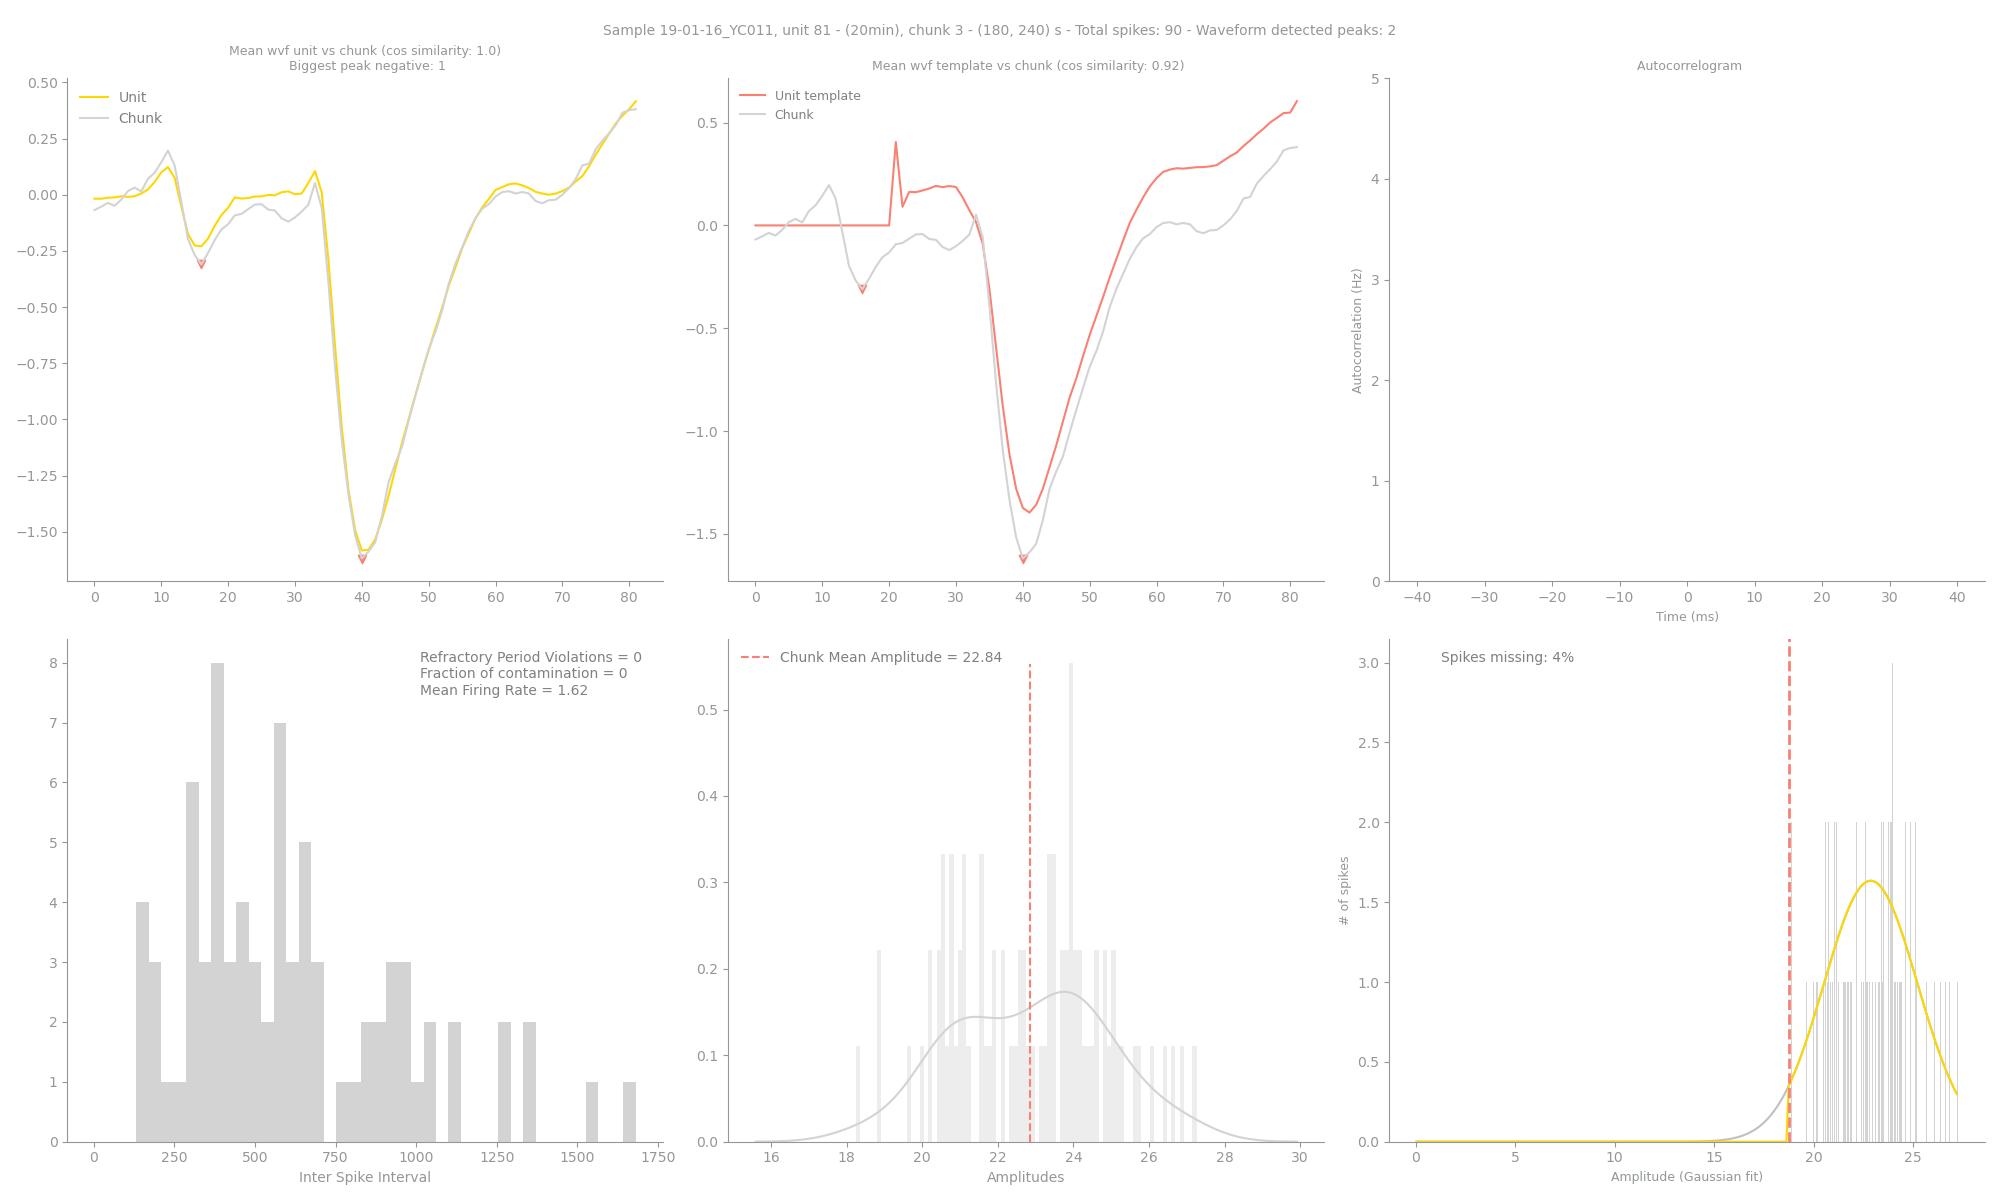 Sample 19-01-16_YC011, unit 81 - (20min), chunk 3 - (180, 240) s - Total spikes: 90 - Waveform detected peaks: 2
Mean wvf unit vs chunk (cos similarity: 1.0)
Biggest peak negative: 1
Unit
Chunk
0.50
0.25
0.00
−0.25
−0.50
−0.75
−1.00
−1.25
−1.50
0 10 20 30 40 50 60 70 80
Mean wvf template vs chunk (cos similarity: 0.92)
Unit template
Chunk
0.5
0.0
−0.5
−1.0
−1.5
0 10 20 30 40 50 60 70 80
Autocorrelogram
Autocorrelation (Hz)
5
4
3
2
1
0
−40 −30 −20 −10 0 10 20 30 40
Time (ms)
Refractory Period Violations = 0
Fraction of contamination = 0
Mean Firing Rate = 1.62
8
7
6
5
4
3
2
1
0
0 250 500 750 1000 1250 1500 1750
Inter Spike Interval
Chunk Mean Amplitude = 22.84
0.5
0.4
0.3
0.2
0.1
0.0
16 18 20 22 24 26 28 30
Amplitudes
Spikes missing: 4%
# of spikes
3.0
2.5
2.0
1.5
1.0
0.5
0.0
0 5 10 15 20 25
Amplitude (Gaussian fit)